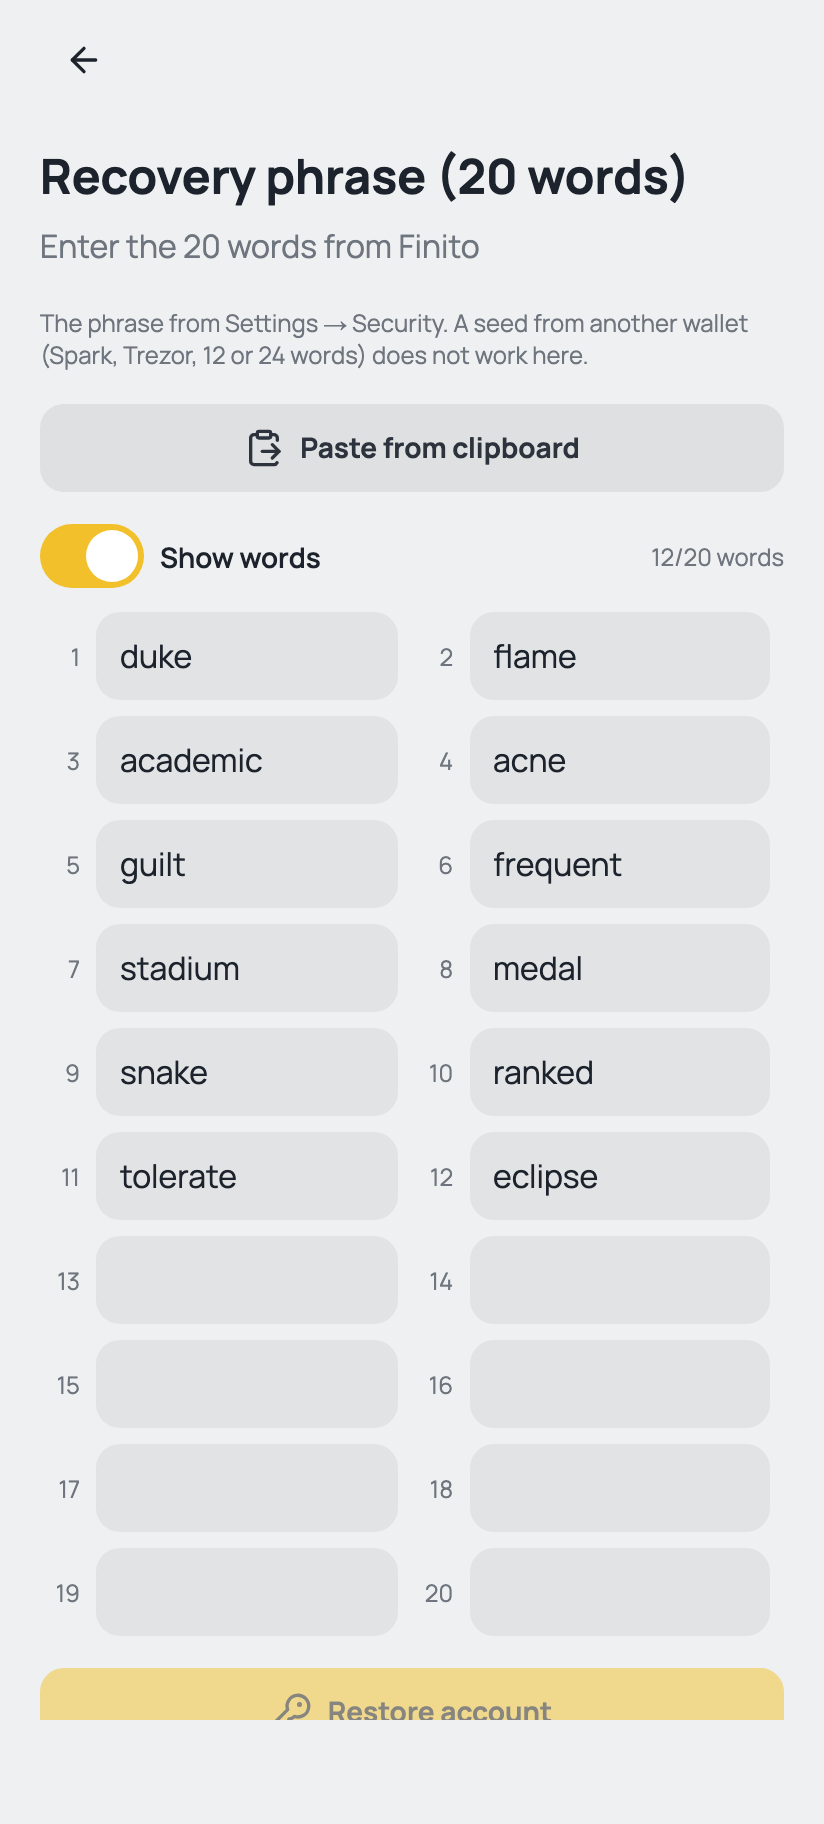 Recovery phrase (20 words)
Enter the 20 words from Finito
The phrase from Settings → Security. A seed from another wallet
(Spark, Trezor, 12 or 24 words) does not work here.
Paste from clipboard
Show words 12/20 words
1 duke 2 flame
3 academic 4 acne
5 guilt 6 frequent
7 stadium 8 medal
9 snake 10 ranked
11 tolerate 12 eclipse
13 14
15 16
17 18
19 20
Restore account